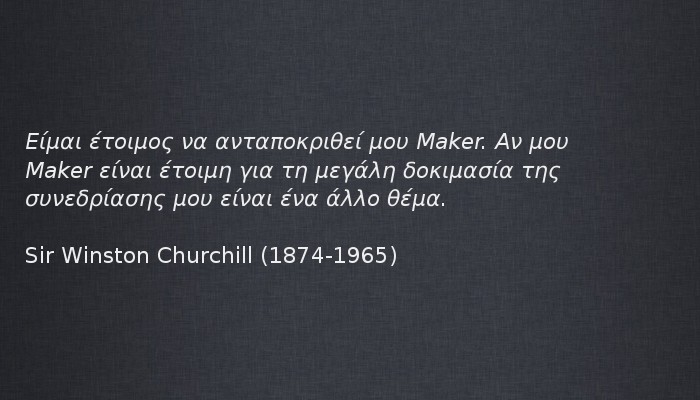 Είμαι έτοιμος να ανταποκριθεί μου Maker. Αν μου
Maker είναι έτοιμη για τη μεγάλη δοκιμασία της
συνεδρίασης μου είναι ένα άλλο θέμα.
Sir Winston Churchill (1874-1965)